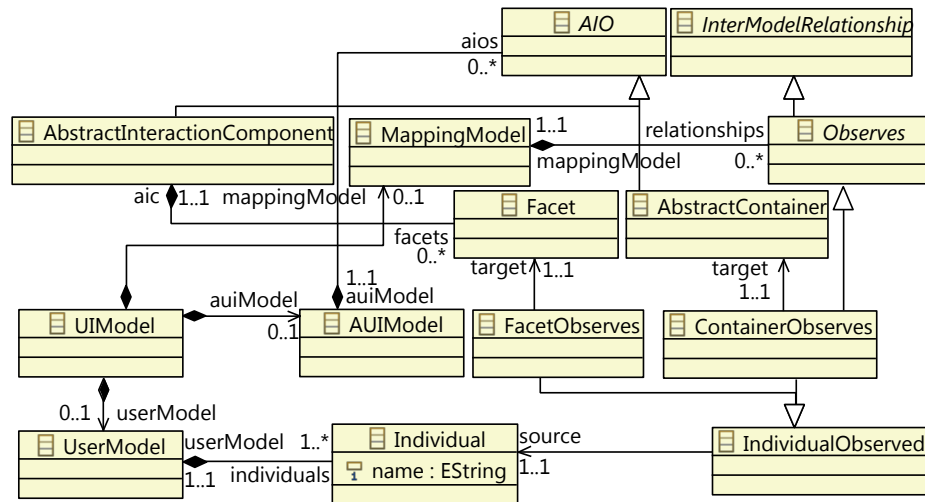 AIO
InterModelRelationship
aios
0..*
AbstractInteractionComponent
MappingModel
1..1
relationships
Observes
mappingModel
0..*
aic
1..1
mappingModel
0..1
Facet
AbstractContainer
facets
0..*
target
1..1
target
1..1
1..1
auiModel
auiModel
0..1
UIModel
AUIModel
FacetObserves
ContainerObserves
0..1
userModel
UserModel
userModel
1..1
1..*
individuals
Individual
name : EString
source
1..1
IndividualObserved